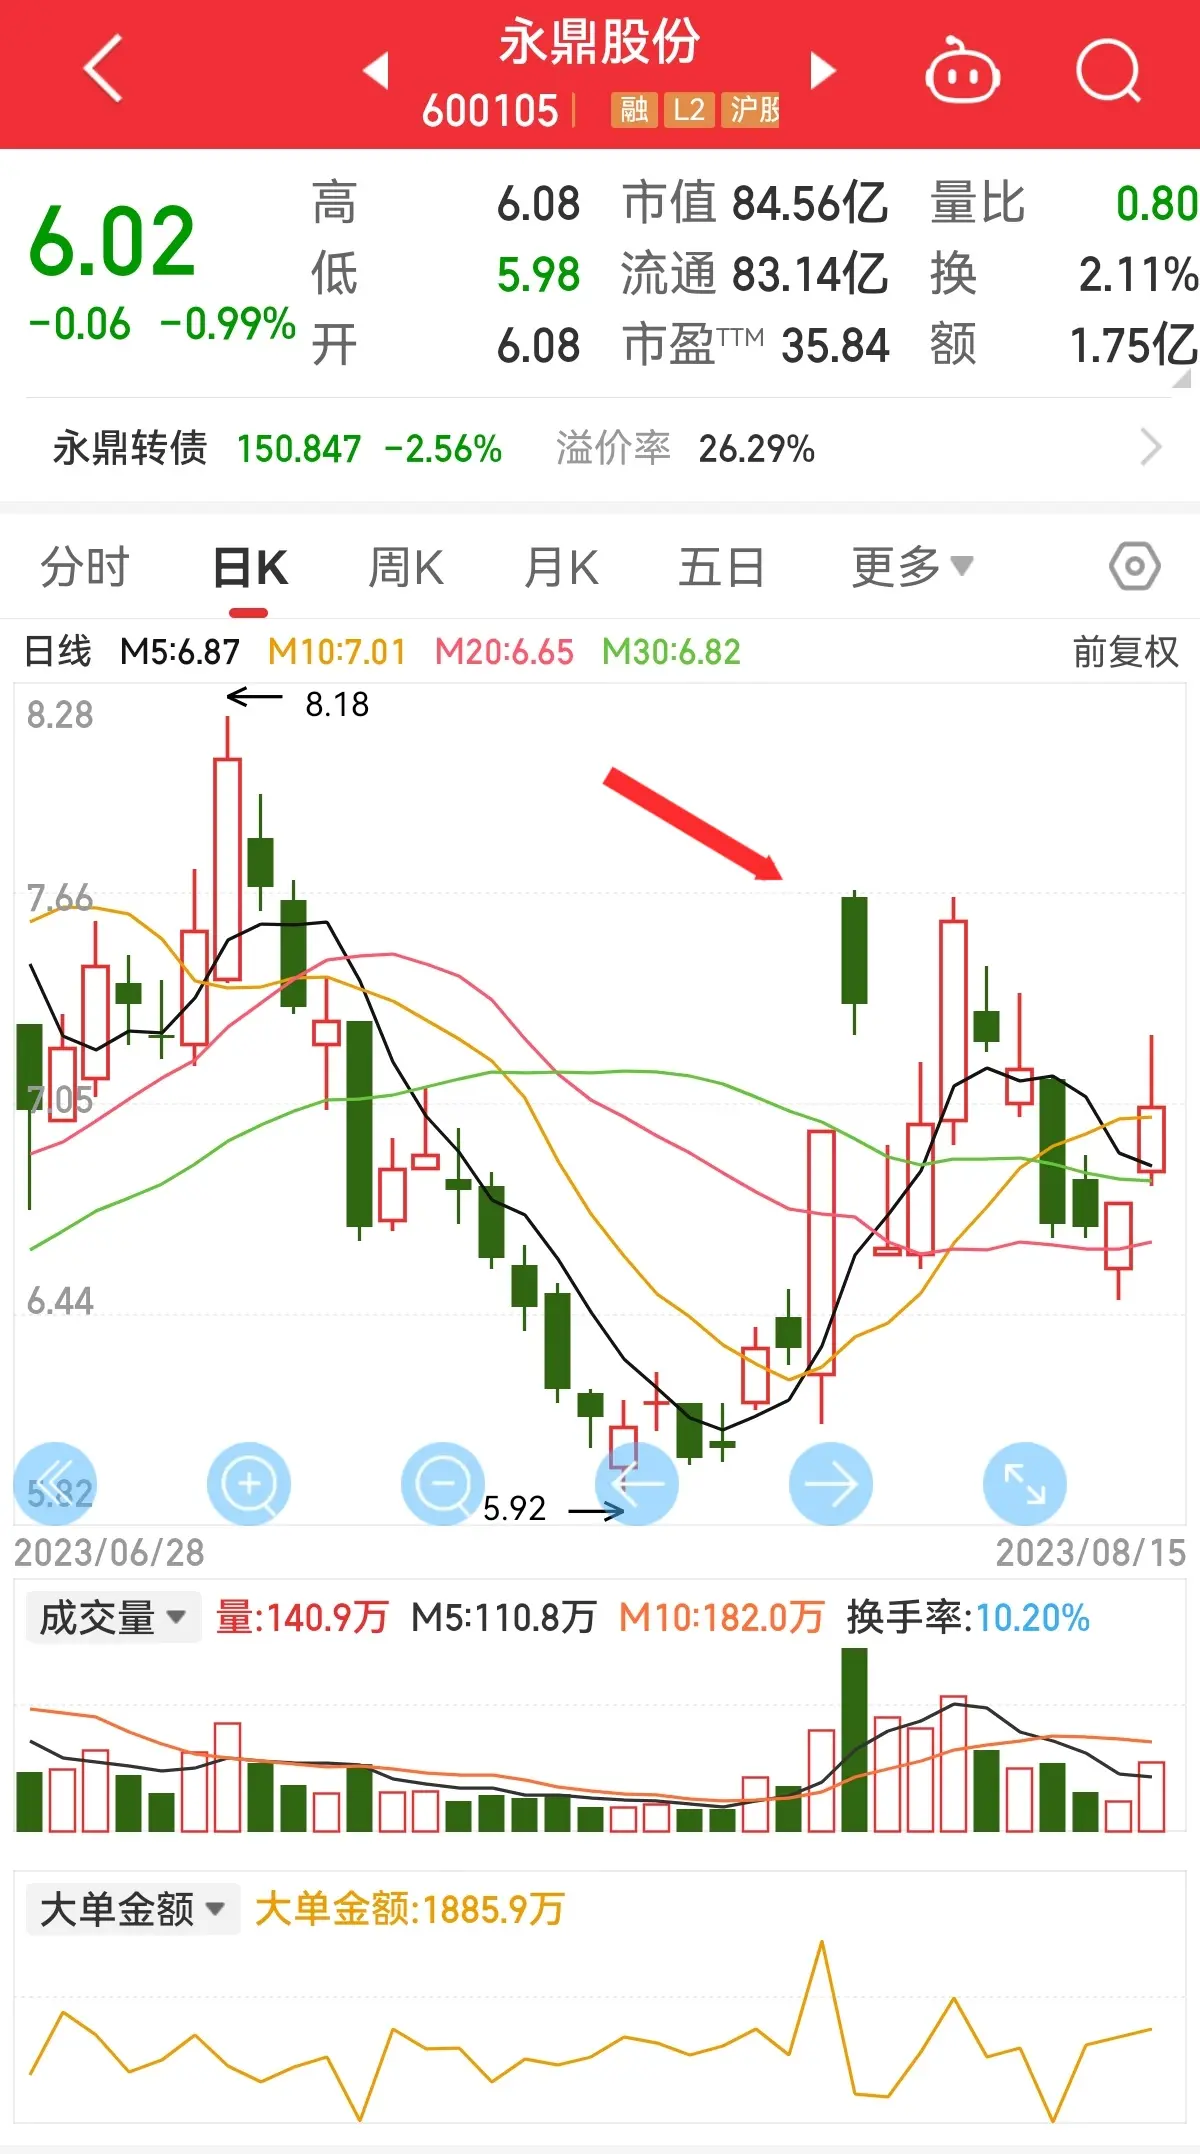 永鼎股份
600105 融 L2 沪股
6.02 -0.06 -0.99%
高 6.08 市值 84.56亿 量比 0.80
低 5.98 流通 83.14亿 换 2.11%
开 6.08 市盈TTM 35.84 额 1.75亿
永鼎转债 150.847 -2.56% 溢价率 26.29%
分时 日K 周K 月K 五日 更多
日线 M5:6.87 M10:7.01 M20:6.65 M30:6.82 前复权
8.28
8.18
7.66
7.05
6.44
5.82
5.92
2023/06/28 2023/08/15
成交量 量:140.9万 M5:110.8万 M10:182.0万 换手率:10.20%
大单金额 大单金额:1885.9万